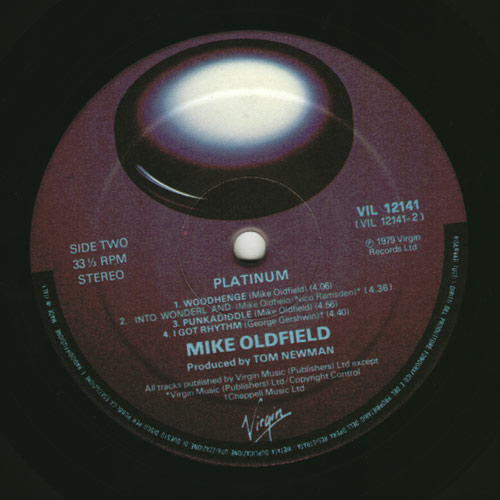 VIL 12141
(VIL 12141-2)
SIDE TWO
33⅓ RPM
STEREO
℗ 1979 Virgin
Records Ltd
PLATINUM
1. WOODHENGE (Mike Oldfield) (4.06)
2. INTO WONDERLAND (Mike Oldfield/Nico Ramsden)* (4.36)
3. PUNKADIDDLE (Mike Oldfield) (4.56)
4. I GOT RHYTHM (George Gershwin)† (4.40)
MIKE OLDFIELD
Produced by TOM NEWMAN
All tracks published by Virgin Music (Publishers) Ltd except
*Virgin Music (Publishers) Ltd/Copyright Control
†Chappell Music Ltd
Virgin